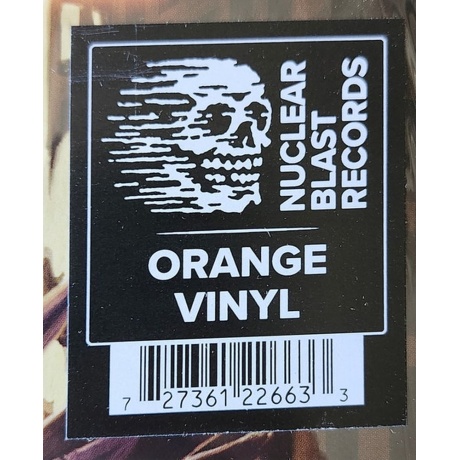 NUCLEAR
BLAST
RECORDS
ORANGE
VINYL
7 27361 22663 3